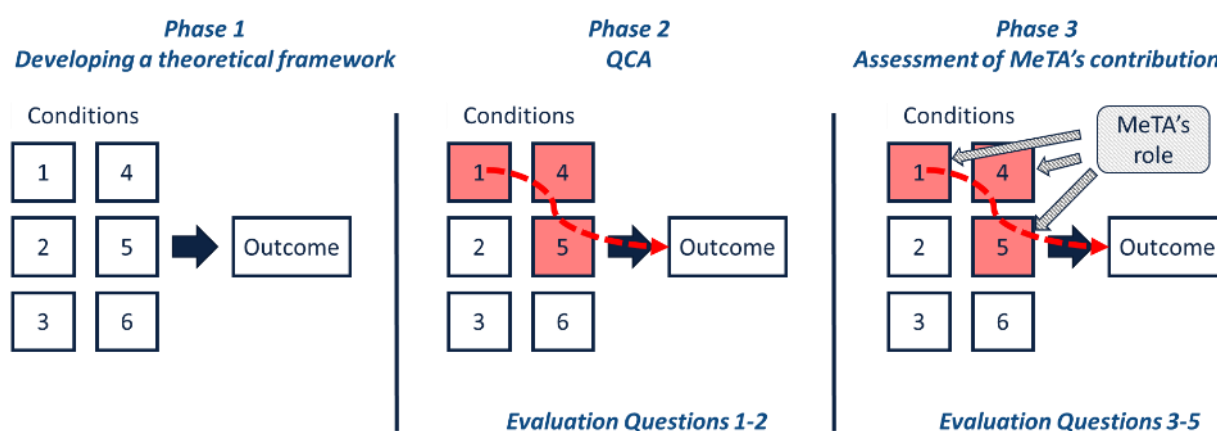 Phase 1
Developing a theoretical framework
Conditions
1 4
2 5
Outcome
3 6
Phase 2
QCA
Conditions
1 4
2 5
Outcome
3 6
Evaluation Questions 1-2
Phase 3
Assessment of MeTA's contribution
Conditions
MeTA's
role
1 4
2 5
Outcome
3 6
Evaluation Questions 3-5